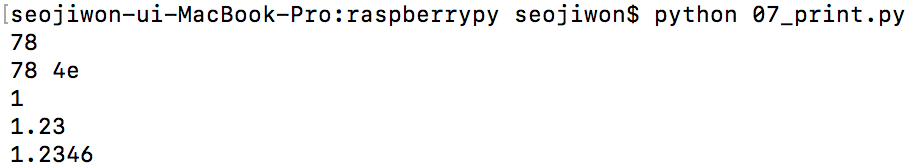 [seojiwon-ui-MacBook-Pro:raspberrypy seojiwon$ python 07_print.py
78
78 4e
1
1.23
1.2346